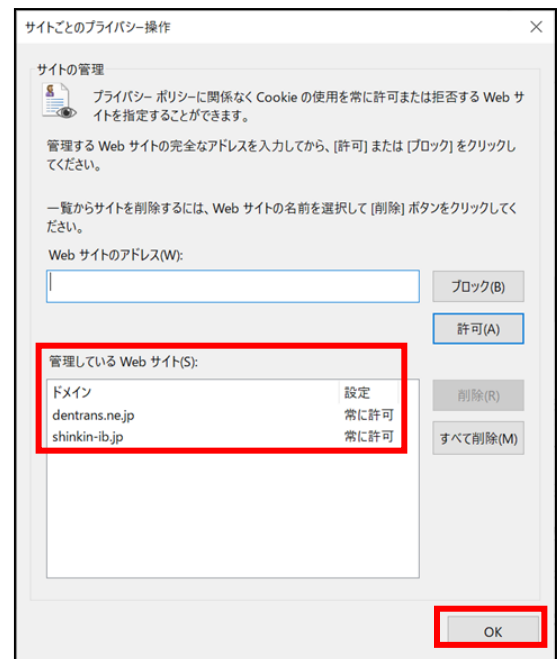 サイトごとのプライバシー操作
サイトの管理
プライバシー ポリシーに関係なく Cookie の使用を常に許可または拒否する Web サ
イトを指定することができます。
管理する Web サイトの完全なアドレスを入力してから、[許可] または [ブロック] をクリックし
てください。
一覧からサイトを削除するには、Web サイトの名前を選択して [削除] ボタンをクリックしてく
ださい。
Web サイトのアドレス(W):
ブロック(B)
許可(A)
管理している Web サイト(S):
ドメイン 設定
dentrans.ne.jp 常に許可
shinkin-ib.jp 常に許可
削除(R)
すべて削除(M)
OK